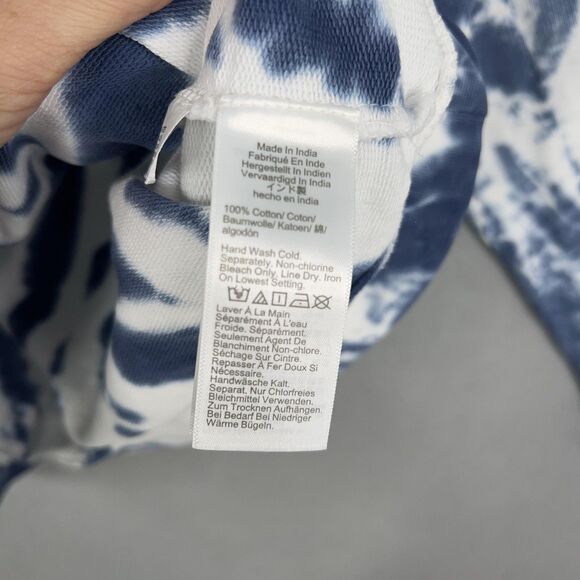 Made In India
Fabriqué En Inde
Hergestellt In Indien
Vervaardigd In India
インド製
hecho en India
100% Cotton/ Coton/
Baumwolle/ Katoen/ 綿/
algodón
Hand Wash Cold.
Separately. Non-chlorine
Bleach Only. Line Dry. Iron
On Lowest Setting.
Laver À La Main
Séparément À L'eau
Froide. Séparément.
Seulement Agent De
Blanchiment Non-chlore.
Séchage Sur Cintre.
Repasser À Fer Doux Si
Nécessaire.
Handwäsche Kalt.
Separat. Nur Chlorfreies
Bleichmittel Verwenden.
Zum Trocknen Aufhängen.
Bei Bedarf Bei Niedriger
Wärme Bügeln.